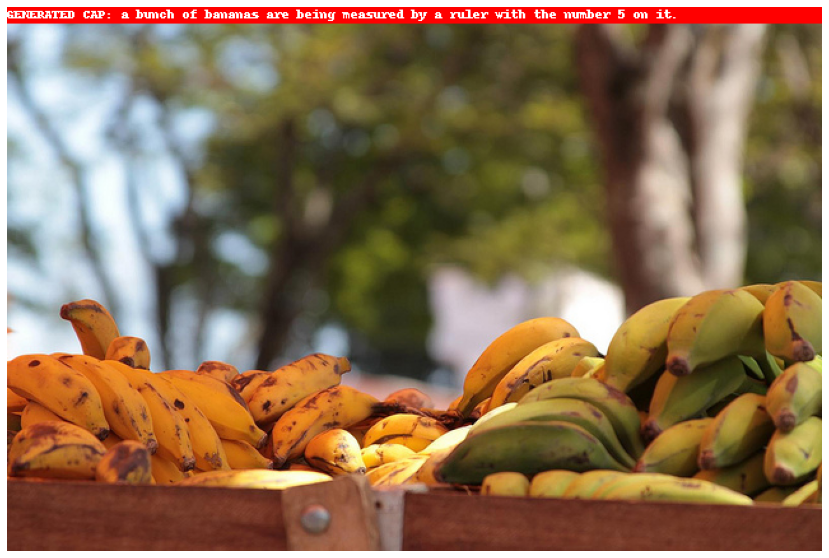 GENERATED CAP: a bunch of bananas are being measured by a ruler with the number 5 on it.